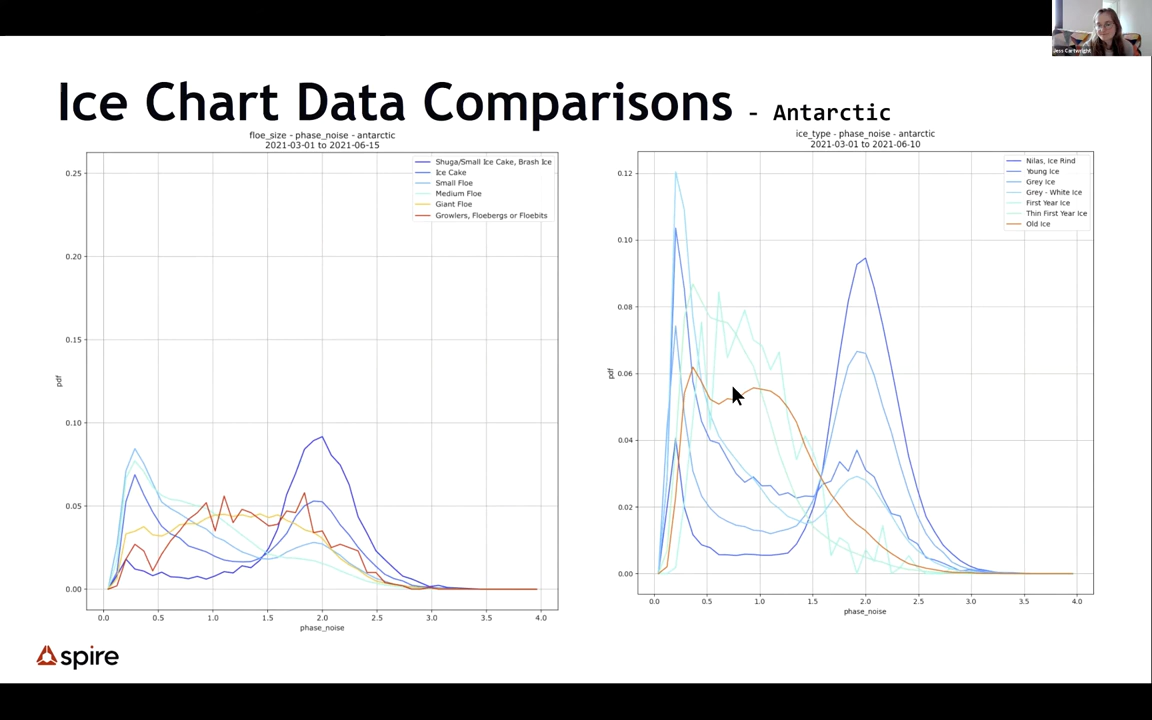 Jess Cartwright
Ice Chart Data Comparisons - Antarctic
floe_size - phase_noise - antarctic
2021-03-01 to 2021-06-15
Shuga/Small Ice Cake, Brash Ice
Ice Cake
Small Floe
Medium Floe
Giant Floe
Growlers, Floebergs or Floebits
0.25
0.20
0.15
0.10
0.05
0.00
pdf
0.0 0.5 1.0 1.5 2.0 2.5 3.0 3.5 4.0
phase_noise
ice_type - phase_noise - antarctic
2021-03-01 to 2021-06-10
Nilas, Ice Rind
Young Ice
Grey Ice
Grey - White Ice
First Year Ice
Thin First Year Ice
Old Ice
0.12
0.10
0.08
0.06
0.04
0.02
0.00
pdf
0.0 0.5 1.0 1.5 2.0 2.5 3.0 3.5 4.0
phase_noise
spire